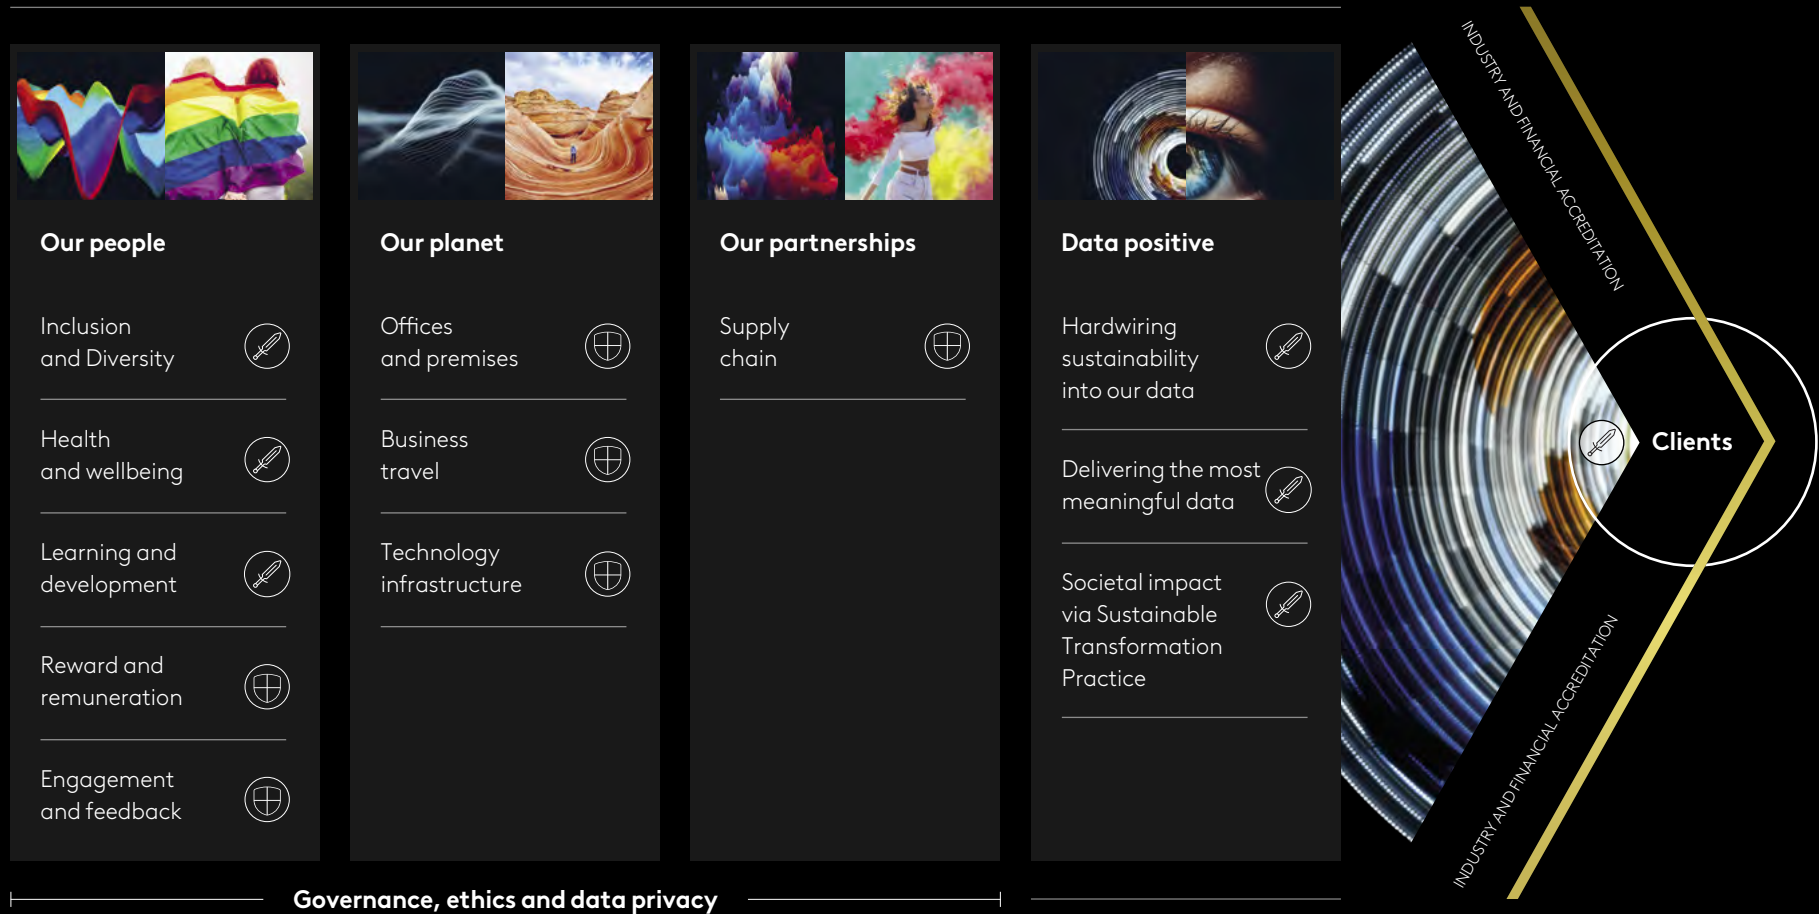 Our people
Inclusion
and Diversity
Health
and wellbeing
Learning and
development
Reward and
remuneration
Engagement
and feedback
Our planet
Offices
and premises
Business
travel
Technology
infrastructure
Our partnerships
Supply
chain
Data positive
Hardwiring
sustainability
into our data
Delivering the most
meaningful data
Societal impact
via Sustainable
Transformation
Practice
INDUSTRY AND FINANCIAL ACCREDITATION
Clients
INDUSTRY AND FINANCIAL ACCREDITATION
Governance, ethics and data privacy